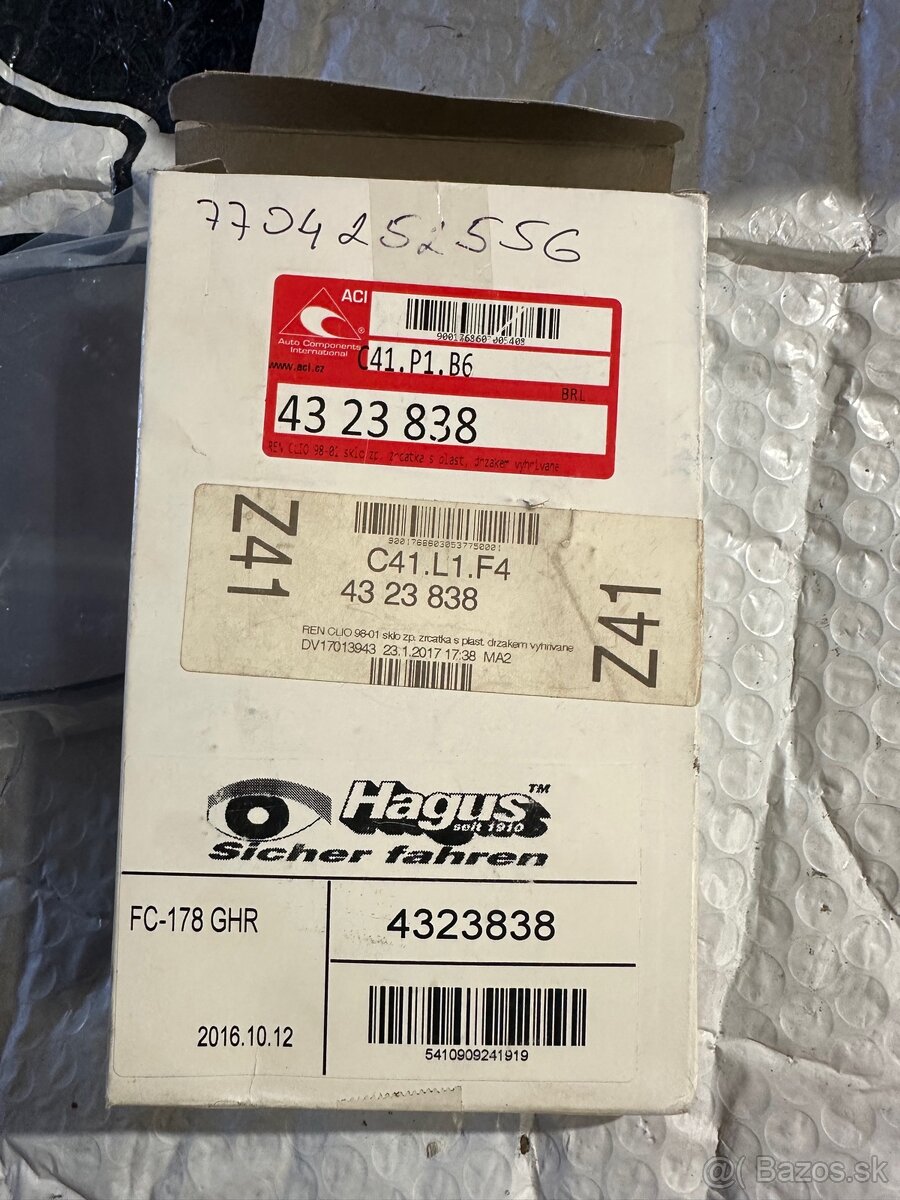 7704252556
ACI
®
Auto Components
International
www.aci.cz
C41.P1.B6
BRL
43 23 838
REN CLIO 98-01 sklo zp. zrcatka s plast. drzakem vyhrivane
Z41
90017668030537750001
C41.L1.F4
43 23 838
Z41
REN CLIO 98-01 sklo zp. zrcatka s plast. drzakem vyhrivane
DV17013943 23.1.2017 17:38 MA2
Hagus™
seit 1910
Sicher fahren
FC-178 GHR
4323838
2016.10.12
5410909241919
@( Bazos.sk